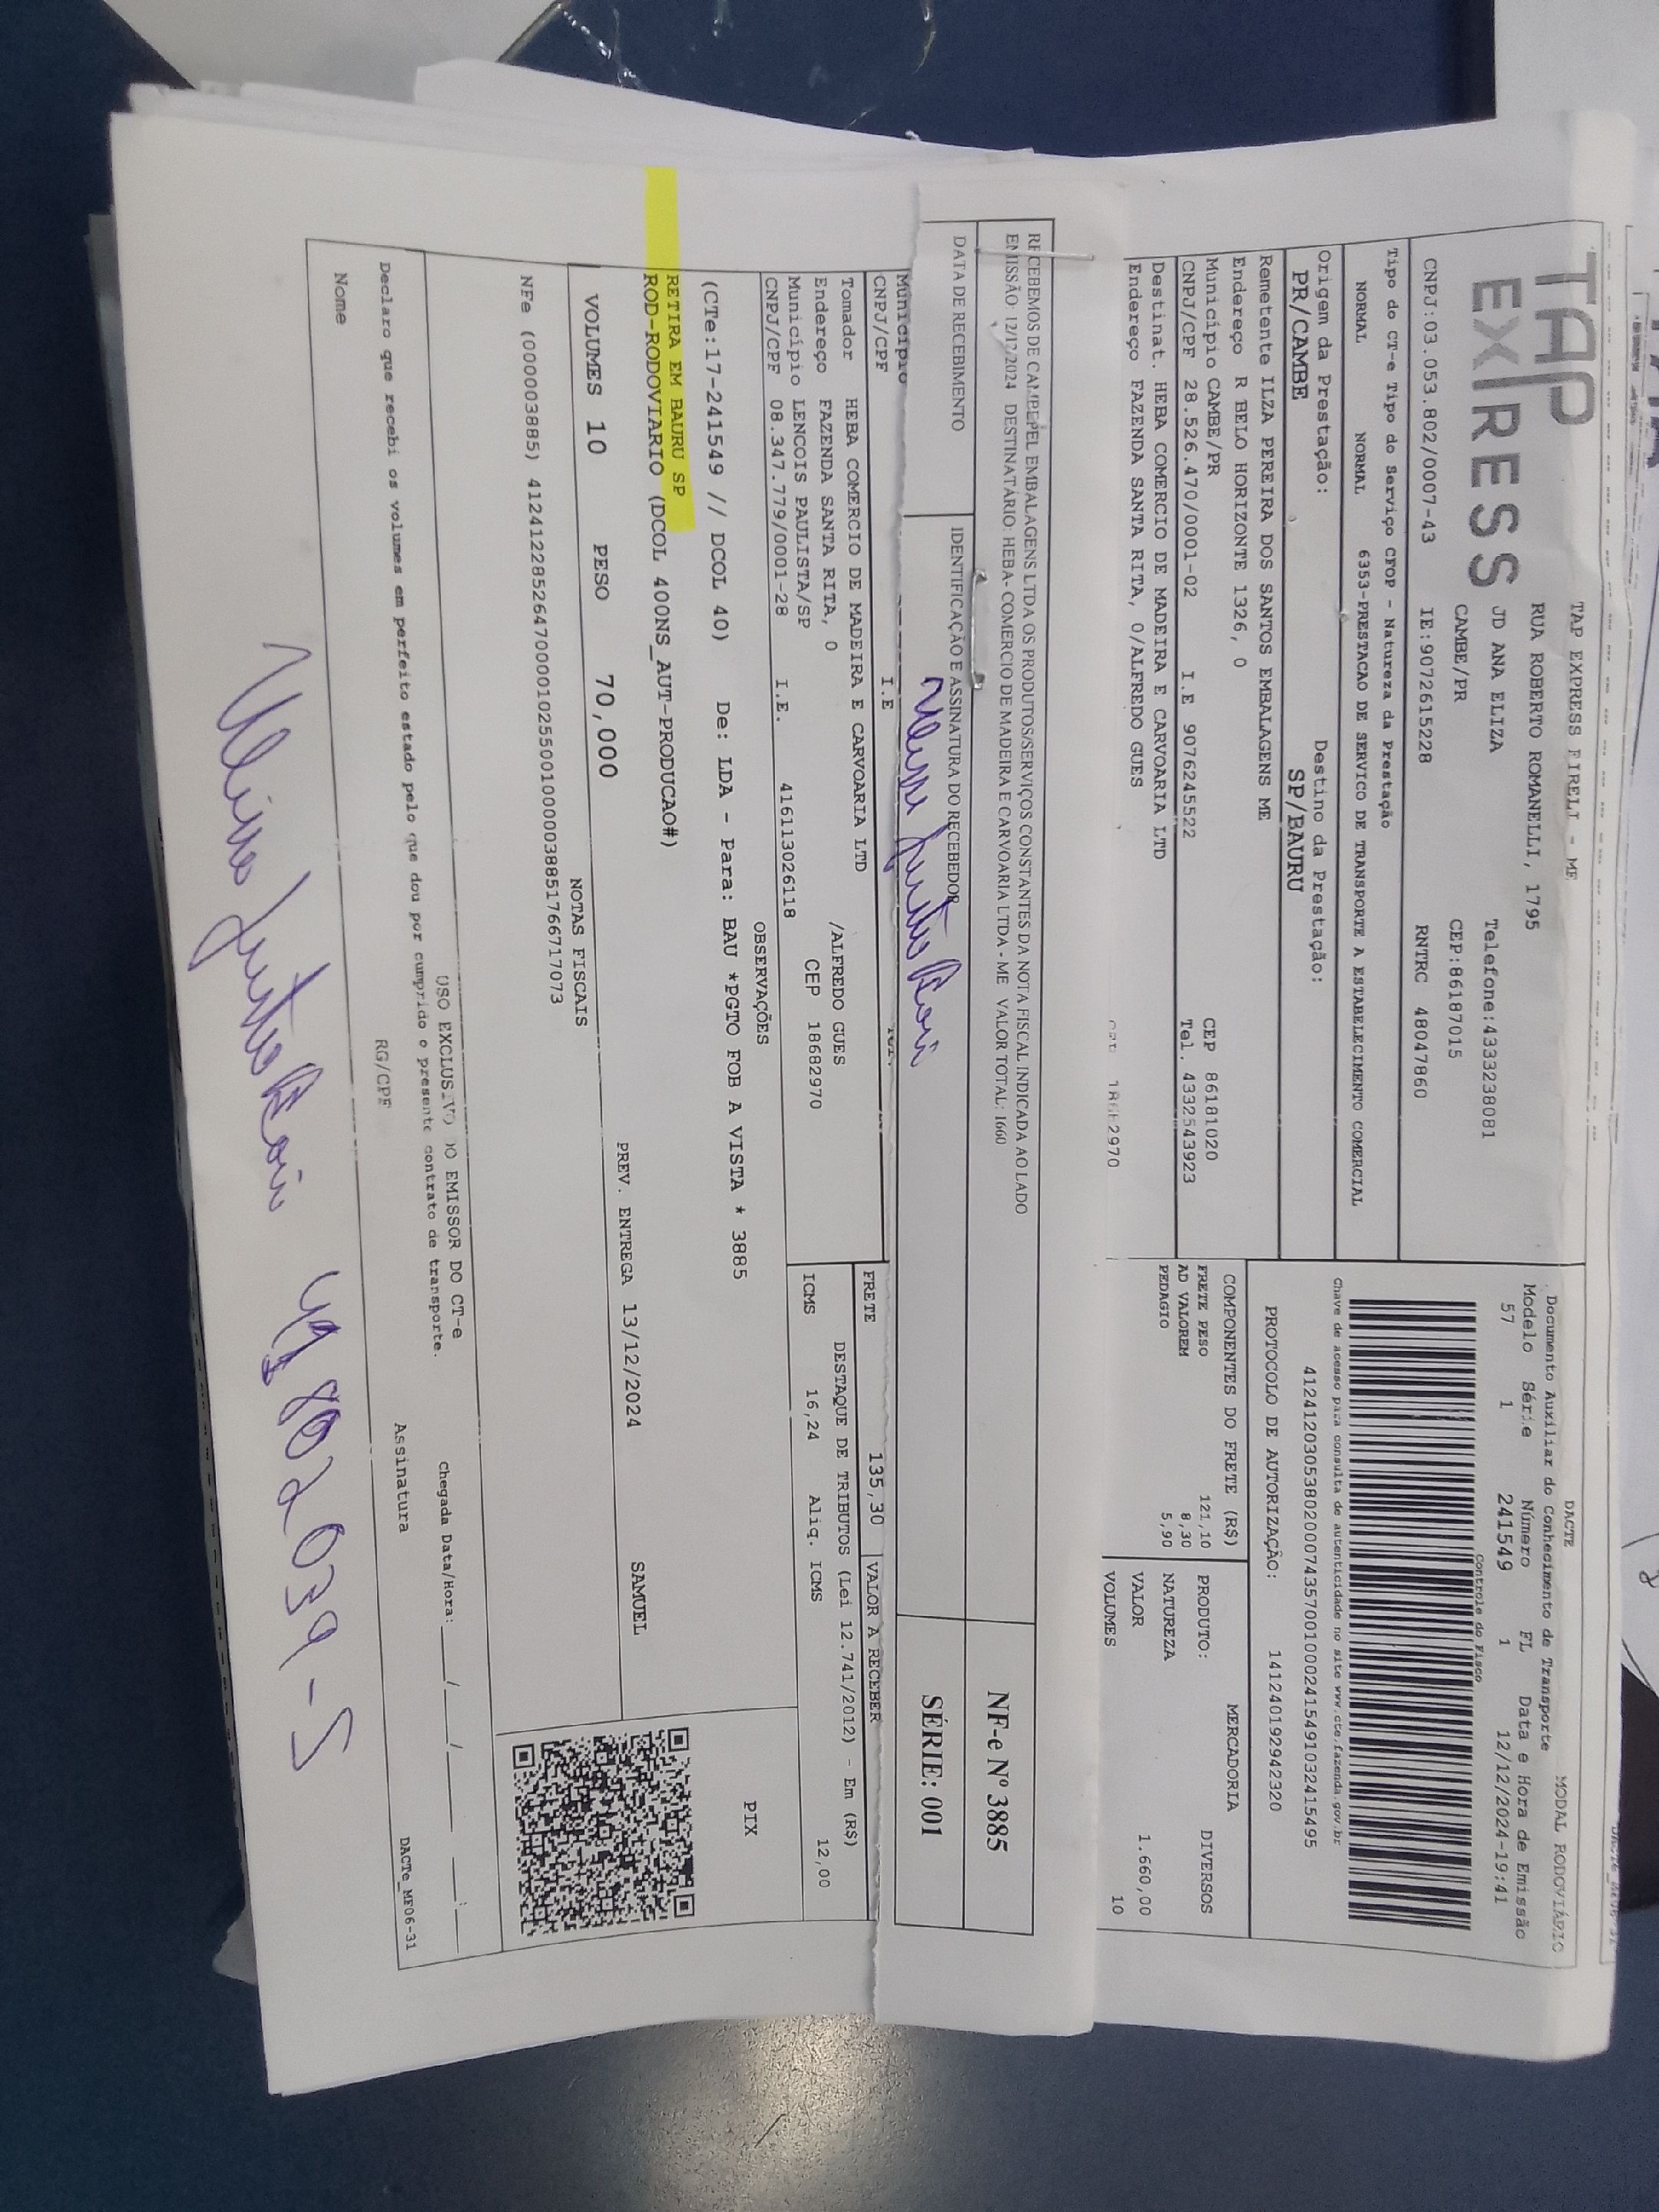 TAP
EXPRESS
TAP EXPRESS EIRELI - ME
RUA ROBERTO ROMANELLI, 1795
JD ANA ELIZA Telefone:4333238081
CAMBE/PR CEP:86187015
CNPJ:03.053.802/0007-43 IE:9072615228 RNTRC 48047860
Tipo do CT-e Tipo do Serviço CFOP - Natureza da Prestação
NORMAL NORMAL 6353-PRESTACAO DE SERVICO DE TRANSPORTE A ESTABELECIMENTO COMERCIAL
Origem da Prestação: Destino da Prestação:
PR/CAMBE SP/BAURU
Remetente ILZA PEREIRA DOS SANTOS EMBALAGENS ME
Endereço R BELO HORIZONTE 1326, 0
Município CAMBE/PR CEP 86181020
CNPJ/CPF 28.526.470/0001-02 I.E 9076245522 Tel. 4332543923
Destinat. HEBA COMERCIO DE MADEIRA E CARVOARIA LTD
Endereço FAZENDA SANTA RITA, 0/ALFREDO GUES
18682970
DACTE MODAL RODOVIÁRIO
Documento Auxiliar do Conhecimento de Transporte
Modelo Série Número FL Data e Hora de Emissão
57 1 241549 1 12/12/2024-19:41
Controle do Fisco
Chave de acesso para consulta de autenticidade no site www.cte.fazenda.gov.br
41241203053802000743570010002415491032415495
PROTOCOLO DE AUTORIZAÇÃO: 141240192942320
COMPONENTES DO FRETE (R$)
FRETE PESO 121,10
AD VALOREM 8,30
PEDAGIO 5,90
MERCADORIA
PRODUTO: DIVERSOS
NATUREZA
VALOR 1.660,00
VOLUMES 10
RECEBEMOS DE CAMPEPEL EMBALAGENS LTDA OS PRODUTOS/SERVIÇOS CONSTANTES DA NOTA FISCAL INDICADA AO LADO
EMISSÃO: 12/12/2024 DESTINATÁRIO: HEBA- COMERCIO DE MADEIRA E CARVOARIA LTDA - ME VALOR TOTAL: 1660
DATA DE RECEBIMENTO IDENTIFICAÇÃO E ASSINATURA DO RECEBEDOR
NF-e Nº 3885
SÉRIE: 001
Município
CNPJ/CPF I.E
Tomador HEBA COMERCIO DE MADEIRA E CARVOARIA LTD
Endereço FAZENDA SANTA RITA, 0 /ALFREDO GUES
Município LENCOIS PAULISTA/SP CEP 18682970
CNPJ/CPF 08.347.779/0001-28 I.E. 416113026118
FRETE 135,30 VALOR A RECEBER
DESTAQUE DE TRIBUTOS (Lei 12.741/2012) - Em (R$)
ICMS 16,24 Aliq. ICMS 12,00
OBSERVAÇÕES
(CTe:17-241549 // DCOL 40) De: LDA - Para: BAU *PGTO FOB A VISTA * 3885
RETIRA EM BAURU SP
ROD-RODOVIARIO (DCOL 400NS_AUT-PRODUCAO#)
PIX
PREV. ENTREGA 13/12/2024 SAMUEL
VOLUMES 10 PESO 70,000
NOTAS FISCAIS
NFe (000003885) 41241228526470000102550010000038851766717073
USO EXCLUSIVO DO EMISSOR DO CT-e
Chegada Data/Hora: ___/___/___ ___:___
Declaro que recebi os volumes em perfeito estado pelo que dou por cumprido o presente contrato de transporte.
Nome RG/CPF Assinatura
DACTe_MF06-31